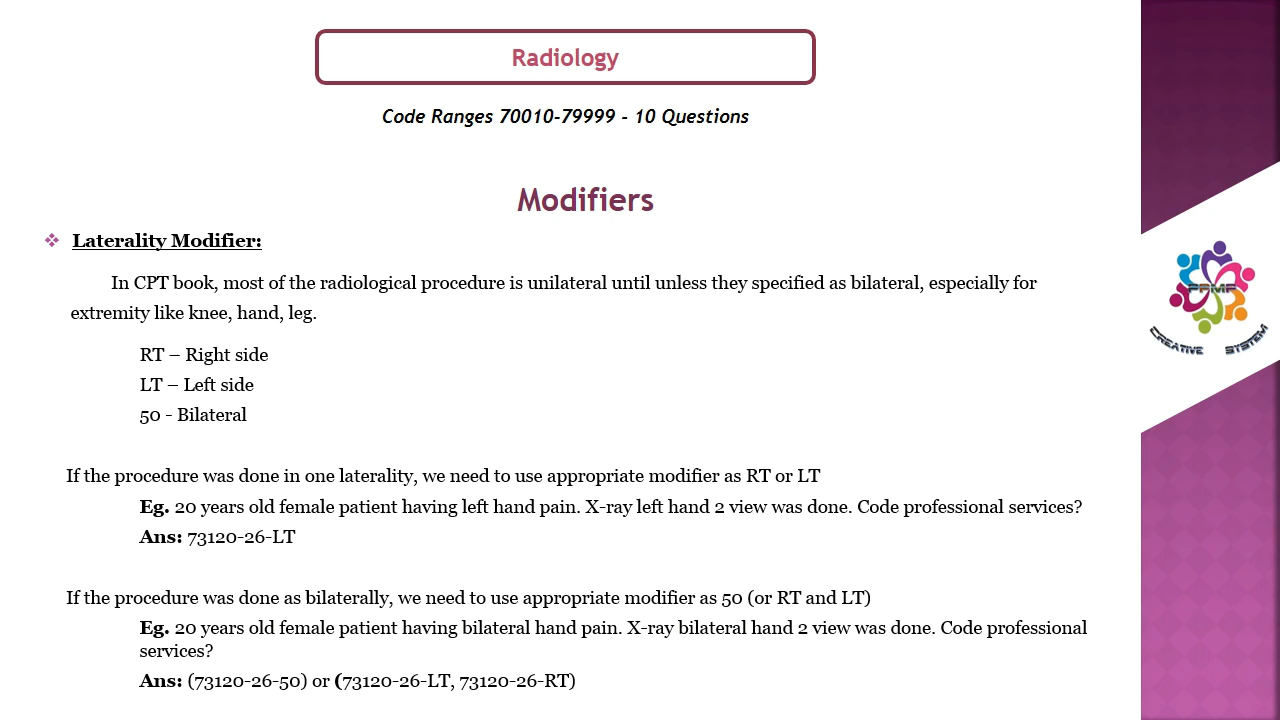 Radiology
Code Ranges 70010-79999 - 10 Questions
Modifiers
❖ Laterality Modifier:
In CPT book, most of the radiological procedure is unilateral until unless they specified as bilateral, especially for
extremity like knee, hand, leg.
RT – Right side
LT – Left side
50 - Bilateral
If the procedure was done in one laterality, we need to use appropriate modifier as RT or LT
Eg. 20 years old female patient having left hand pain. X-ray left hand 2 view was done. Code professional services?
Ans: 73120-26-LT
If the procedure was done as bilaterally, we need to use appropriate modifier as 50 (or RT and LT)
Eg. 20 years old female patient having bilateral hand pain. X-ray bilateral hand 2 view was done. Code professional
services?
Ans: (73120-26-50) or (73120-26-LT, 73120-26-RT)
CREATIVE SYSTEM